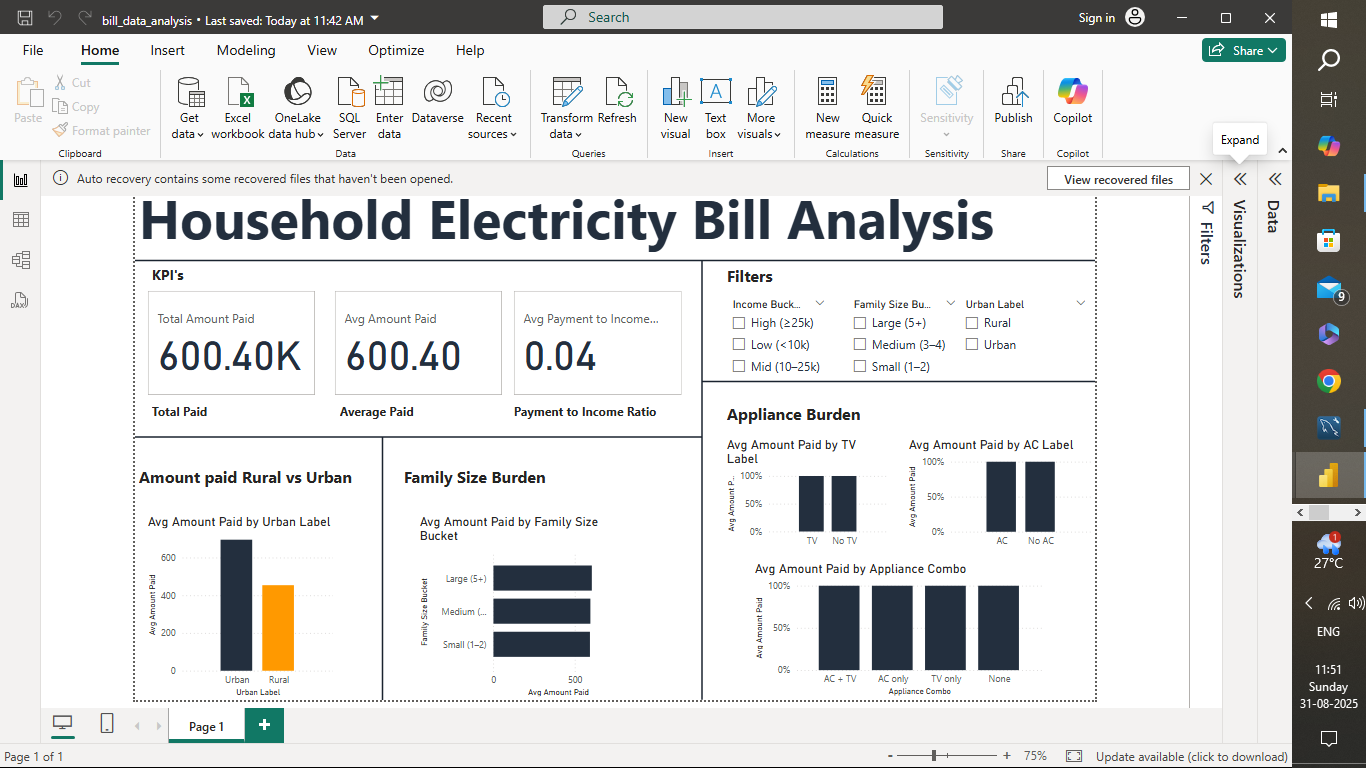 bill_data_analysis • Last saved: Today at 11:42 AM
Search
Sign in
File Home Insert Modeling View Optimize Help
Share
Paste
Cut
Copy
Format painter
Clipboard
Get data
Excel workbook
OneLake data hub
SQL Server
Enter data
Dataverse
Recent sources
Data
Transform data
Refresh
Queries
New visual
Text box
More visuals
Insert
New measure
Quick measure
Calculations
Sensitivity
Sensitivity
Publish
Share
Copilot
Copilot
Expand
Auto recovery contains some recovered files that haven't been opened.
View recovered files
Filters
Visualizations
Data
DAX
Household Electricity Bill Analysis
KPI's
Total Amount Paid
600.40K
Total Paid
Avg Amount Paid
600.40
Average Paid
Avg Payment to Income...
0.04
Payment to Income Ratio
Filters
Income Buck...
High (≥25k)
Low (<10k)
Mid (10–25k)
Family Size Bu...
Large (5+)
Medium (3–4)
Small (1–2)
Urban Label
Rural
Urban
Amount paid Rural vs Urban
Avg Amount Paid by Urban Label
Avg Amount Paid
600
400
200
0
Urban Rural
Urban Label
Family Size Burden
Avg Amount Paid by Family Size
Bucket
Family Size Bucket
Large (5+)
Medium (...
Small (1–2)
0 500
Avg Amount Paid
Appliance Burden
Avg Amount Paid by TV
Label
Avg Amount P...
100%
50%
0%
TV No TV
Avg Amount Paid by AC Label
Avg Amount Paid
100%
50%
0%
AC No AC
Avg Amount Paid by Appliance Combo
Avg Amount Paid
100%
50%
0%
AC + TV AC only TV only None
Appliance Combo
Page 1
Page 1 of 1
- + 75%
Update available (click to download)
9
1
27°C
ENG
11:51
Sunday
31-08-2025